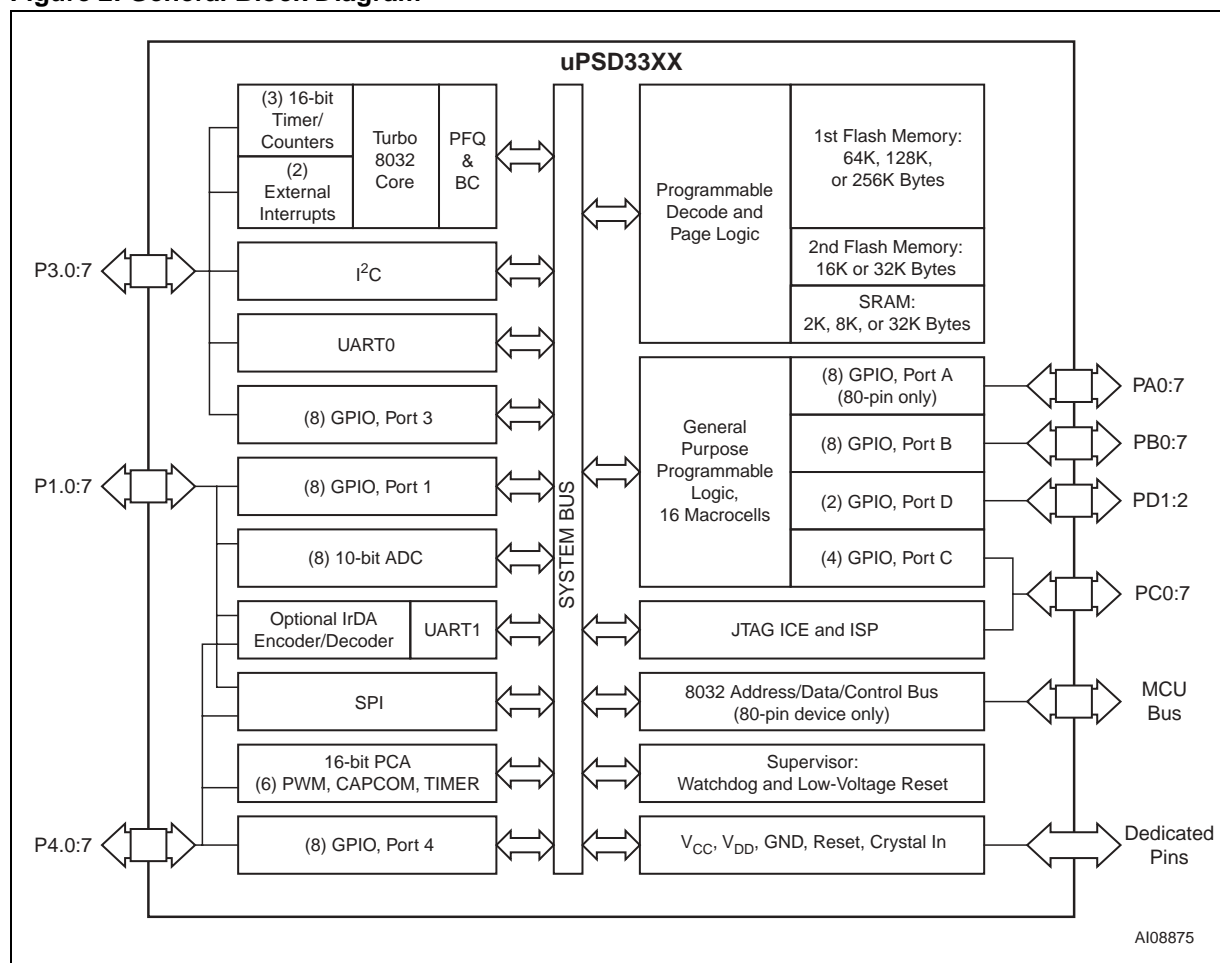 Figure 2. General Block Diagram
uPSD33XX
(3) 16-bit
Timer/
Counters
(2)
External
Interrupts
Turbo
8032
Core
PFQ
&
BC
P3.0:7
I²C
UART0
(8) GPIO, Port 3
P1.0:7
(8) GPIO, Port 1
(8) 10-bit ADC
Optional IrDA
Encoder/Decoder
UART1
SPI
16-bit PCA
(6) PWM, CAPCOM, TIMER
P4.0:7
(8) GPIO, Port 4
SYSTEM BUS
Programmable
Decode and
Page Logic
1st Flash Memory:
64K, 128K,
or 256K Bytes
2nd Flash Memory:
16K or 32K Bytes
SRAM:
2K, 8K, or 32K Bytes
General
Purpose
Programmable
Logic,
16 Macrocells
(8) GPIO, Port A
(80-pin only)
PA0:7
(8) GPIO, Port B
PB0:7
(2) GPIO, Port D
PD1:2
(4) GPIO, Port C
PC0:7
JTAG ICE and ISP
8032 Address/Data/Control Bus
(80-pin device only)
MCU
Bus
Supervisor:
Watchdog and Low-Voltage Reset
VCC, VDD, GND, Reset, Crystal In
Dedicated
Pins
AI08875